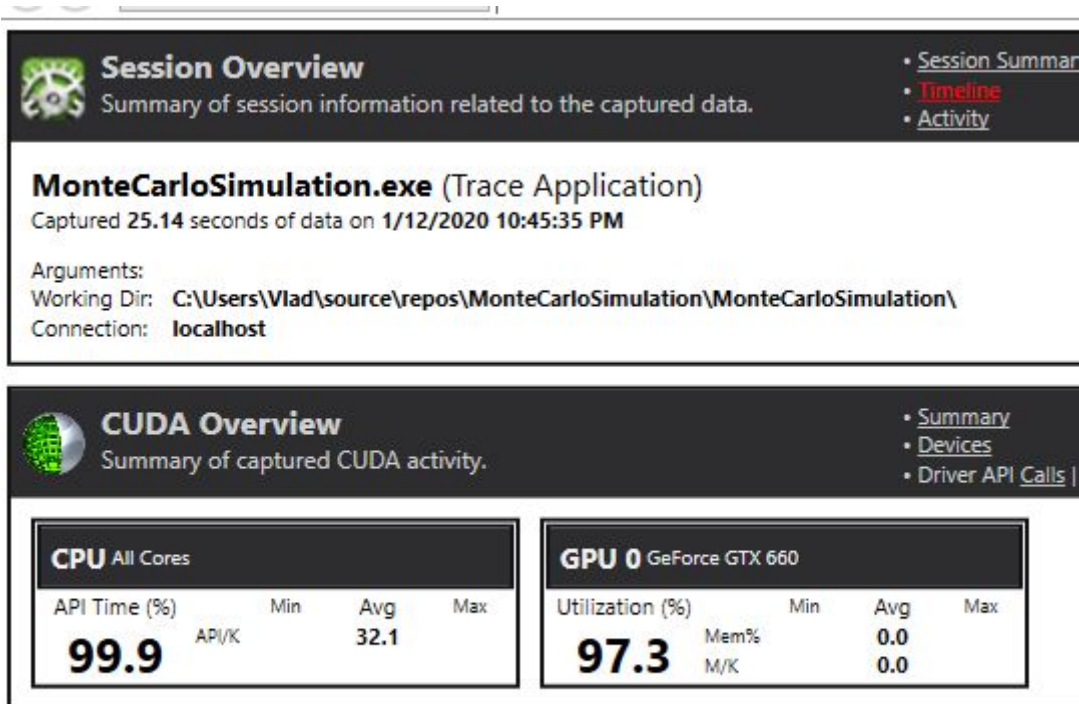 Session Overview
Summary of session information related to the captured data.
• Session Summar
• Timeline
• Activity
MonteCarloSimulation.exe (Trace Application)
Captured 25.14 seconds of data on 1/12/2020 10:45:35 PM
Arguments:
Working Dir: C:\Users\Vlad\source\repos\MonteCarloSimulation\MonteCarloSimulation\
Connection: localhost
CUDA Overview
Summary of captured CUDA activity.
• Summary
• Devices
• Driver API Calls |
CPU All Cores
API Time (%) Min Avg Max
99.9 API/K 32.1
GPU 0 GeForce GTX 660
Utilization (%) Min Avg Max
97.3 Mem% 0.0
M/K 0.0